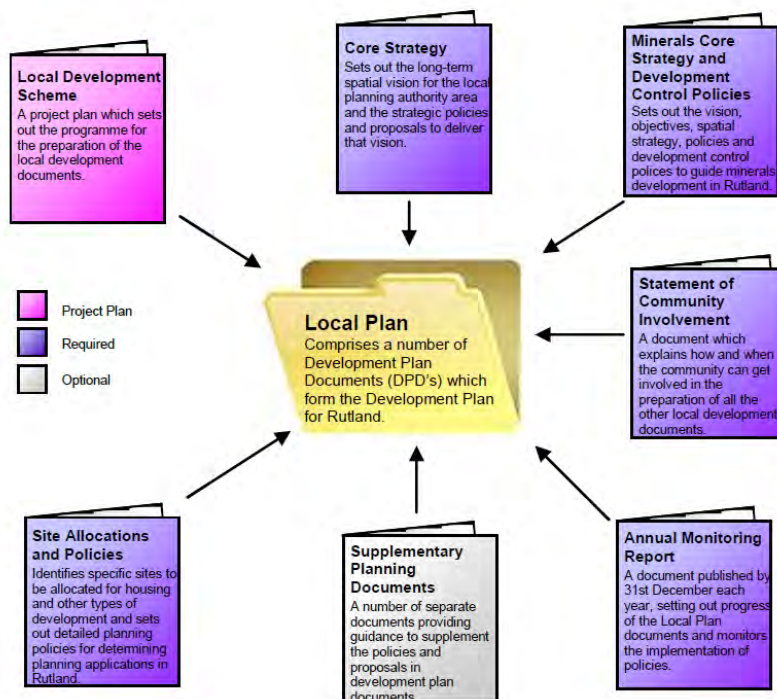 Local Development
Scheme
A project plan which sets
out the programme for
the preparation of the
local development
documents.
Core Strategy
Sets out the long-term
spatial vision for the local
planning authority area
and the strategic policies
and proposals to deliver
that vision.
Minerals Core
Strategy and
Development
Control Policies
Sets out the vision,
objectives, spatial
strategy, policies and
development control
polices to guide minerals
development in Rutland.
Project Plan
Required
Optional
Local Plan
Comprises a number of
Development Plan
Documents (DPD's) which
form the Development Plan
for Rutland.
Statement of
Community
Involvement
A document which
explains how and when
the community can get
involved in the
preparation of all the
other local development
documents.
Site Allocations
and Policies
Identifies specific sites to
be allocated for housing
and other types of
development and sets
out detailed planning
policies for determining
planning applications in
Rutland.
Supplementary
Planning
Documents
A number of separate
documents providing
guidance to supplement
the policies and
proposals in
development plan
documents
Annual Monitoring
Report
A document published by
31st December each
year, setting out progress
of the Local Plan
documents and monitors
the implementation of
policies.